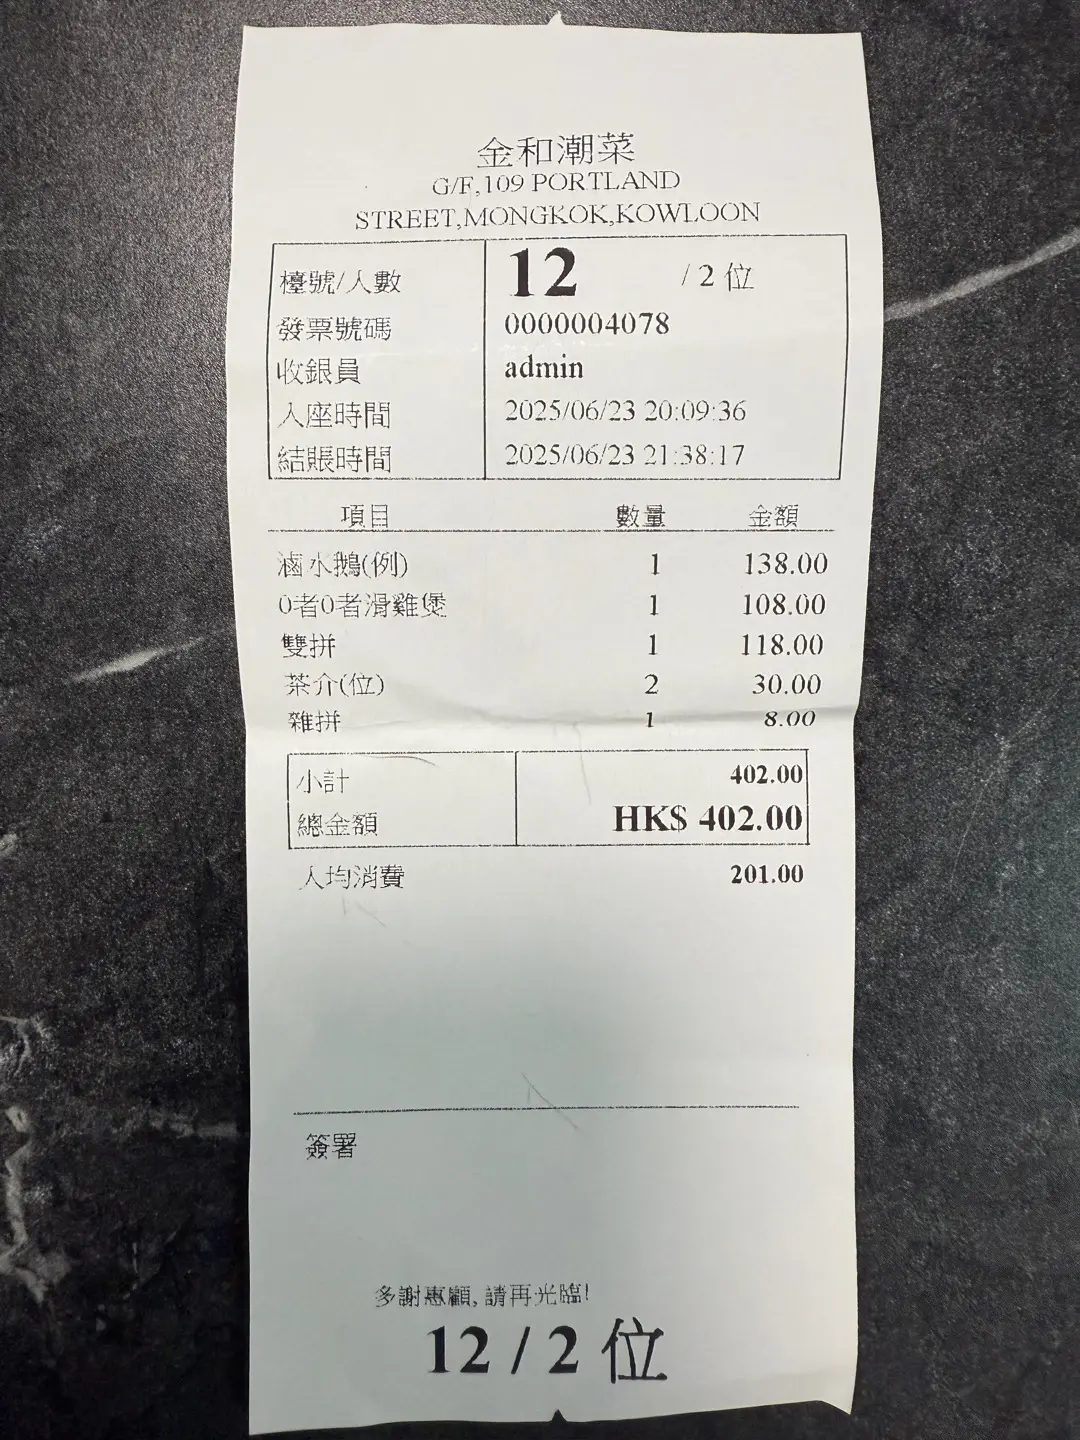 金和潮菜
G/F,109 PORTLAND
STREET,MONGKOK,KOWLOON
檯號/人數 12 / 2 位
發票號碼 0000004078
收銀員 admin
入座時間 2025/06/23 20:09:36
結賬時間 2025/06/23 21:38:17
項目 數量 金額
滷水鵝(例) 1 138.00
0者0者滑雞煲 1 108.00
雙拼 1 118.00
茶介(位) 2 30.00
雜拼 1 8.00
小計 402.00
總金額 HK$ 402.00
人均消費 201.00
簽署
多謝惠顧, 請再光臨!
12 / 2 位